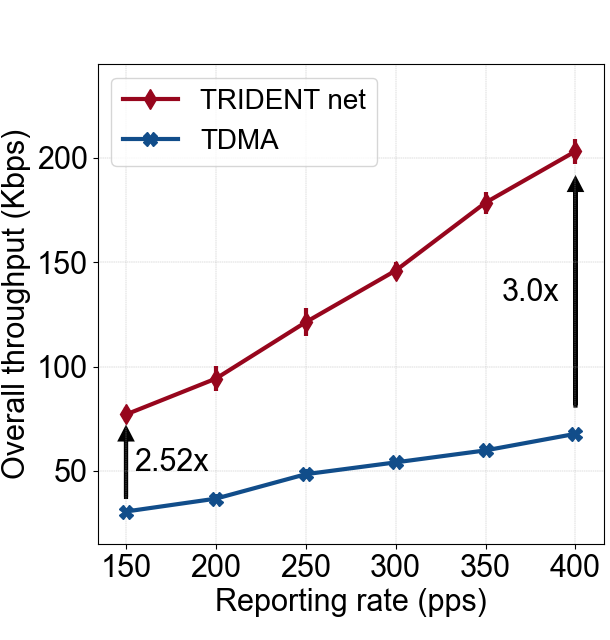 TRIDENT net
TDMA
Overall throughput (Kbps)
200
150
100
50
3.0x
2.52x
150 200 250 300 350 400
Reporting rate (pps)